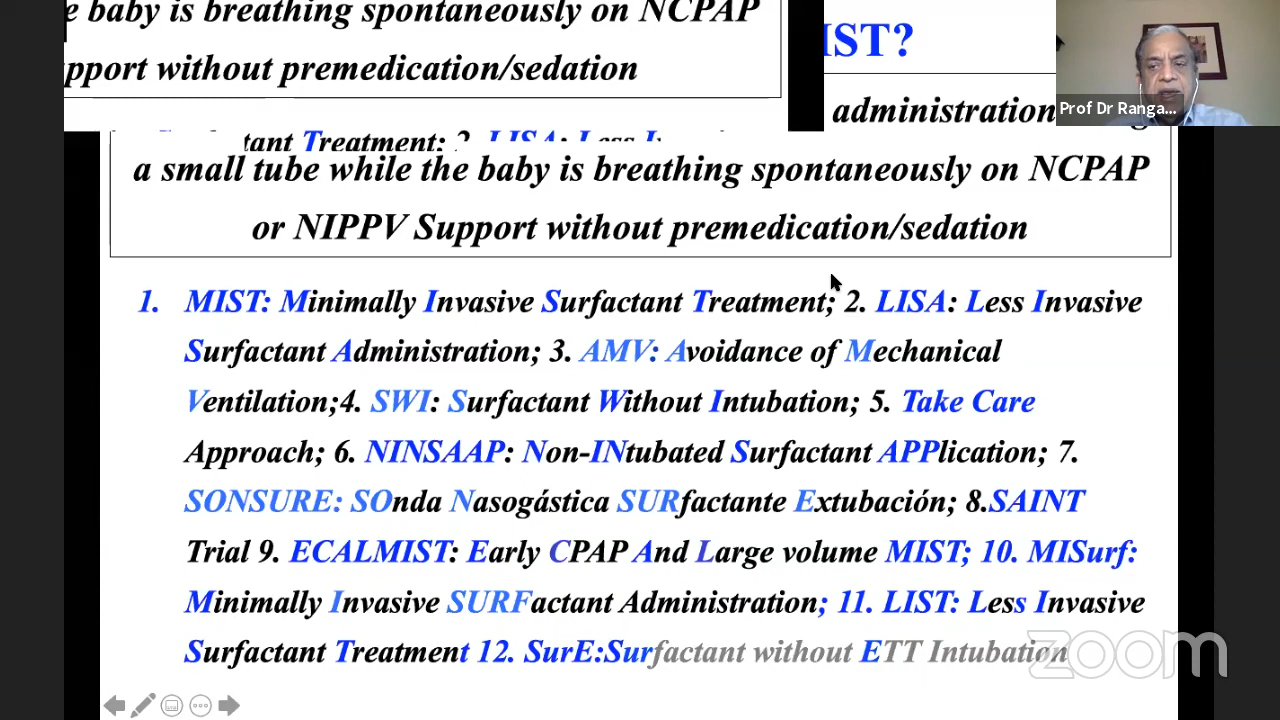 e baby is breathing spontaneously on NCPAP
pport without premedication/sedation
IST?
administration
Prof Dr Ranga...
tant Treatment; 2. LISA: Less I
a small tube while the baby is breathing spontaneously on NCPAP
or NIPPV Support without premedication/sedation
1. MIST: Minimally Invasive Surfactant Treatment; 2. LISA: Less Invasive
Surfactant Administration; 3. AMV: Avoidance of Mechanical
Ventilation;4. SWI: Surfactant Without Intubation; 5. Take Care
Approach; 6. NINSAAP: Non-INtubated Surfactant APPlication; 7.
SONSURE: SOnda Nasogástica SURfactante Extubación; 8.SAINT
Trial 9. ECALMIST: Early CPAP And Large volume MIST; 10. MISurf:
Minimally Invasive SURFactant Administration; 11. LIST: Less Invasive
Surfactant Treatment 12. SurE:Surfactant without ETT Intubation
zoom